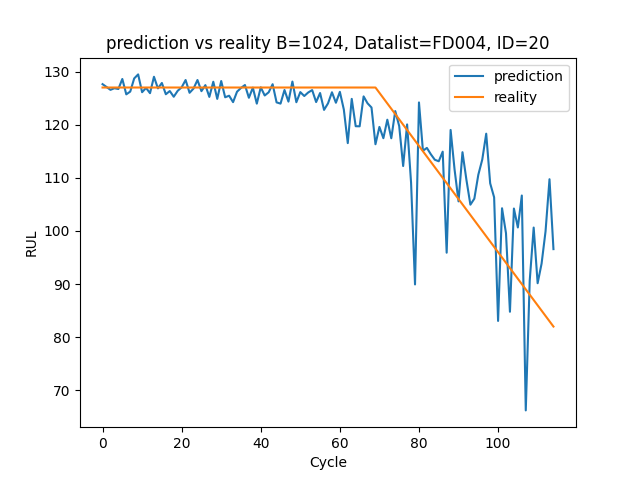 prediction vs reality B=1024, Datalist=FD004, ID=20
prediction
reality
130
120
110
100
90
80
70
RUL
0 20 40 60 80 100
Cycle